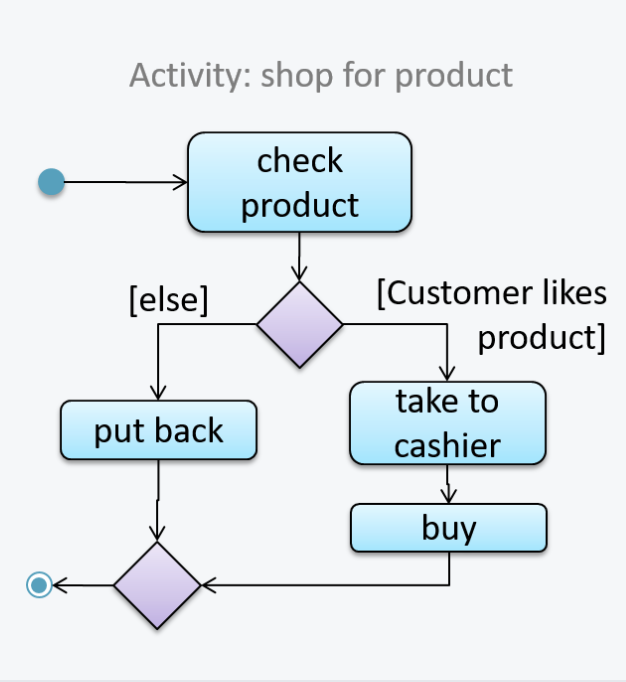 Activity: shop for product
check
product
[else]
[Customer likes
product]
put back
take to
cashier
buy